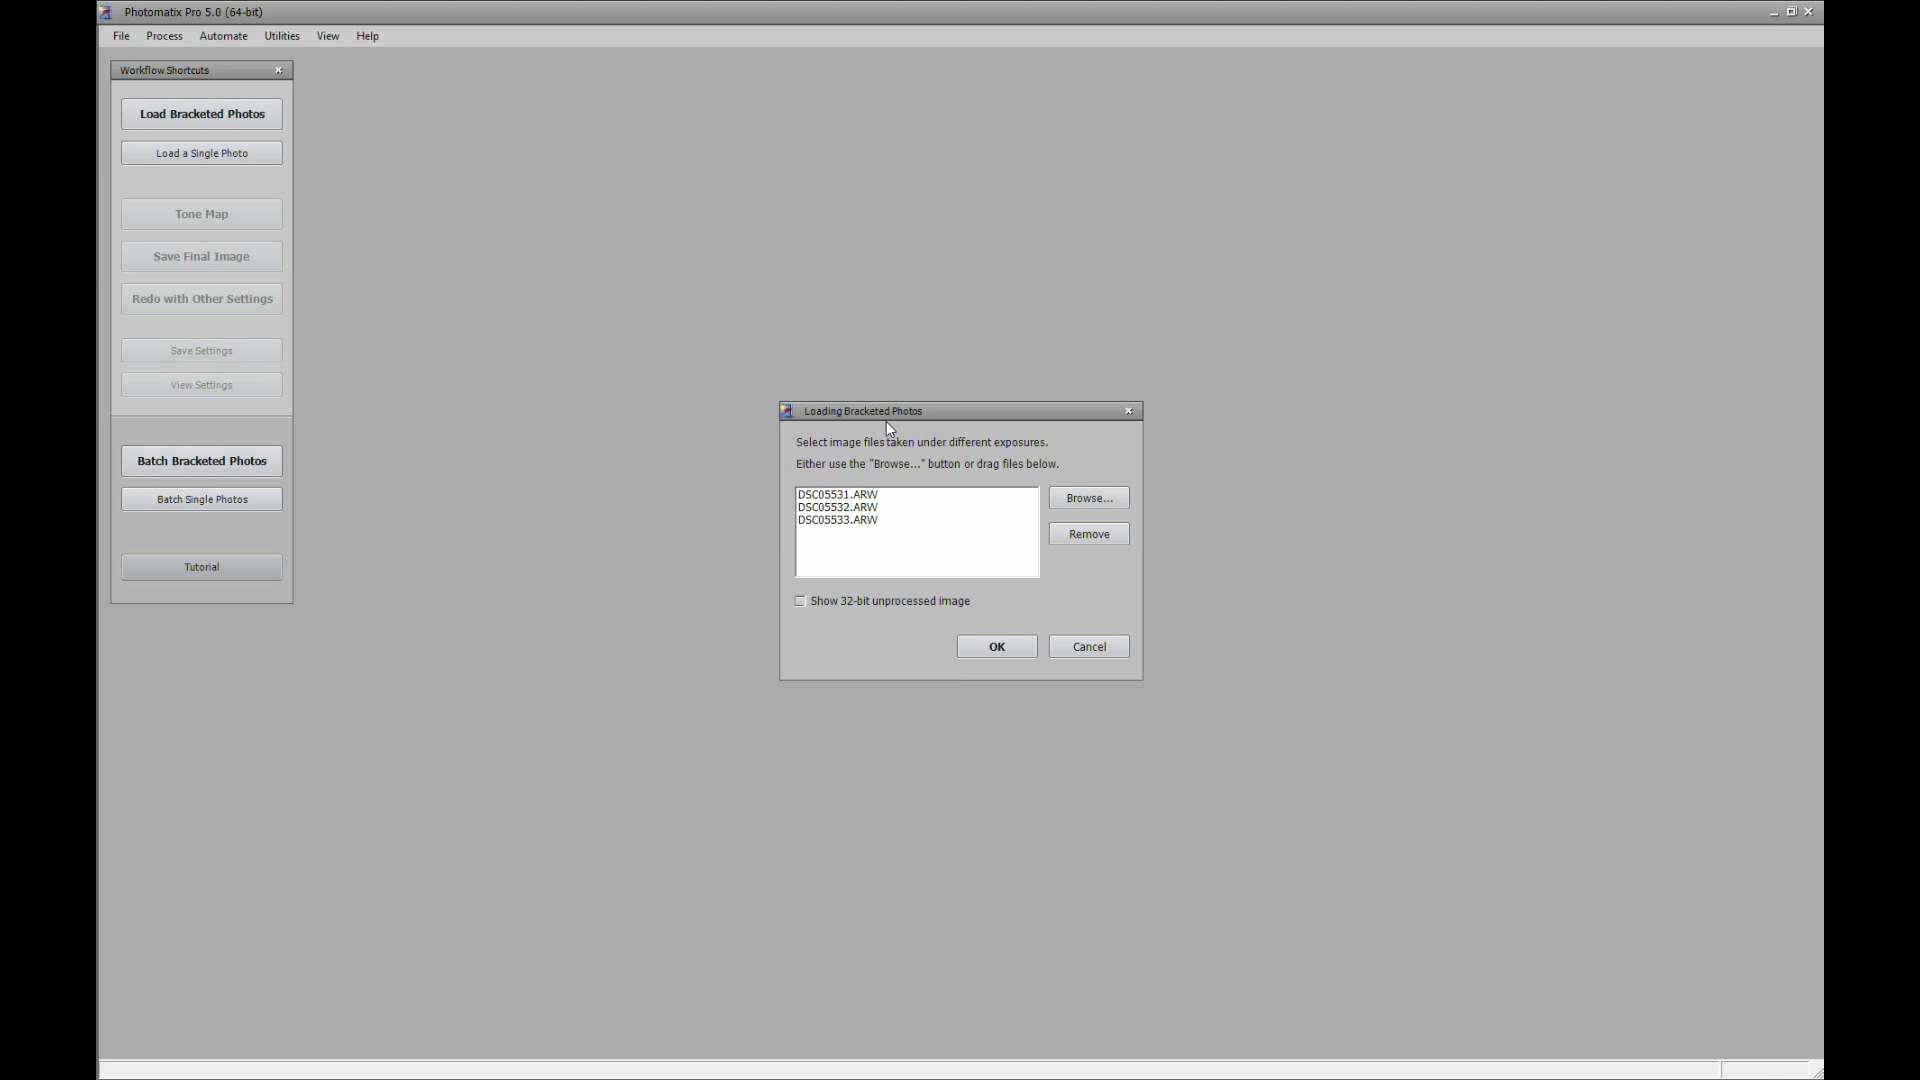 Photomatix Pro 5.0 (64-bit)
File Process Automate Utilities View Help
Workflow Shortcuts
Load Bracketed Photos
Load a Single Photo
Tone Map
Save Final Image
Redo with Other Settings
Save Settings
View Settings
Batch Bracketed Photos
Batch Single Photos
Tutorial
Loading Bracketed Photos
Select image files taken under different exposures.
Either use the "Browse..." button or drag files below.
DSC05531.ARW
DSC05532.ARW
DSC05533.ARW
Browse...
Remove
Show 32-bit unprocessed image
OK
Cancel